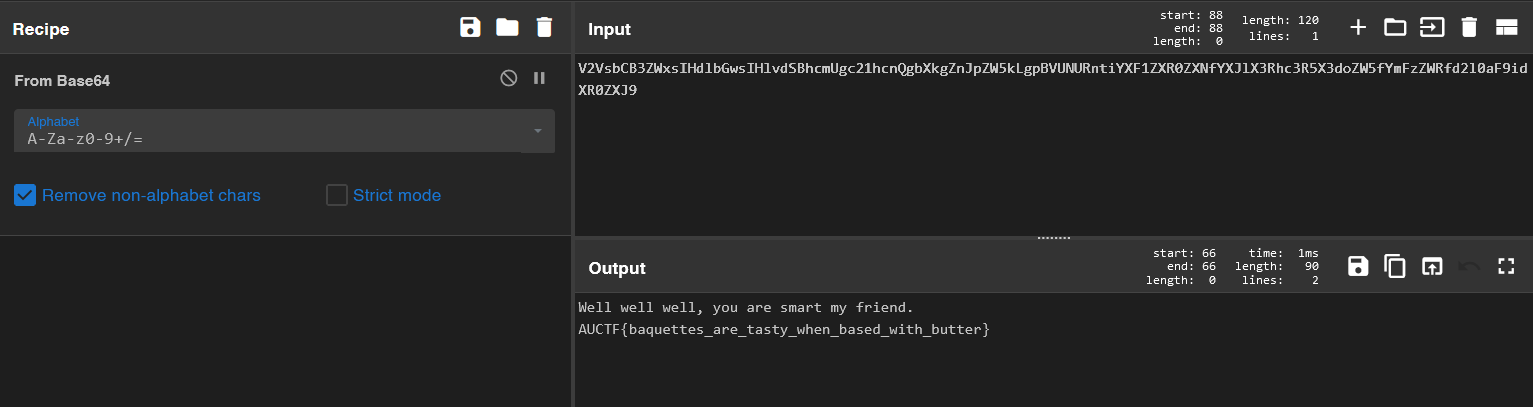 Recipe
From Base64
Alphabet
A-Za-z0-9+/=
Remove non-alphabet chars
Strict mode
Input
start: 88
end: 88
length: 0
length: 120
lines: 1
V2VsbCB3ZWxsIHdlbGwsIHlvdSBhcmUgc21hcnQgbXkgZnJpZW5kLgpBVUNURntiYXF1ZXR0ZXNfYXJlX3Rhc3R5X3doZW5fYmFzZWRfd2l0aF9id
XR0ZXJ9
Output
start: 66
end: 66
length: 0
time: 1ms
length: 90
lines: 2
Well well well, you are smart my friend.
AUCTF{baquettes_are_tasty_when_based_with_butter}